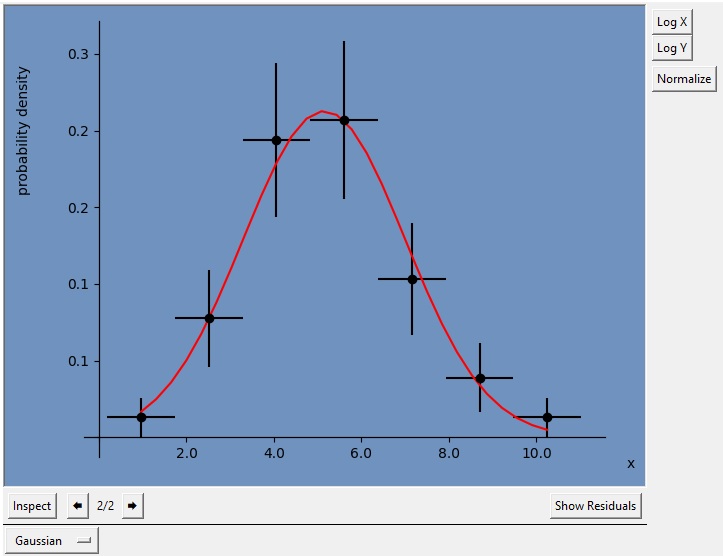 Log X
Log Y
Normalize
probability density
0.3
0.2
0.2
0.1
0.1
2.0 4.0 6.0 8.0 10.0
x
Inspect 🡄 2/2 🡆 Show Residuals
Gaussian